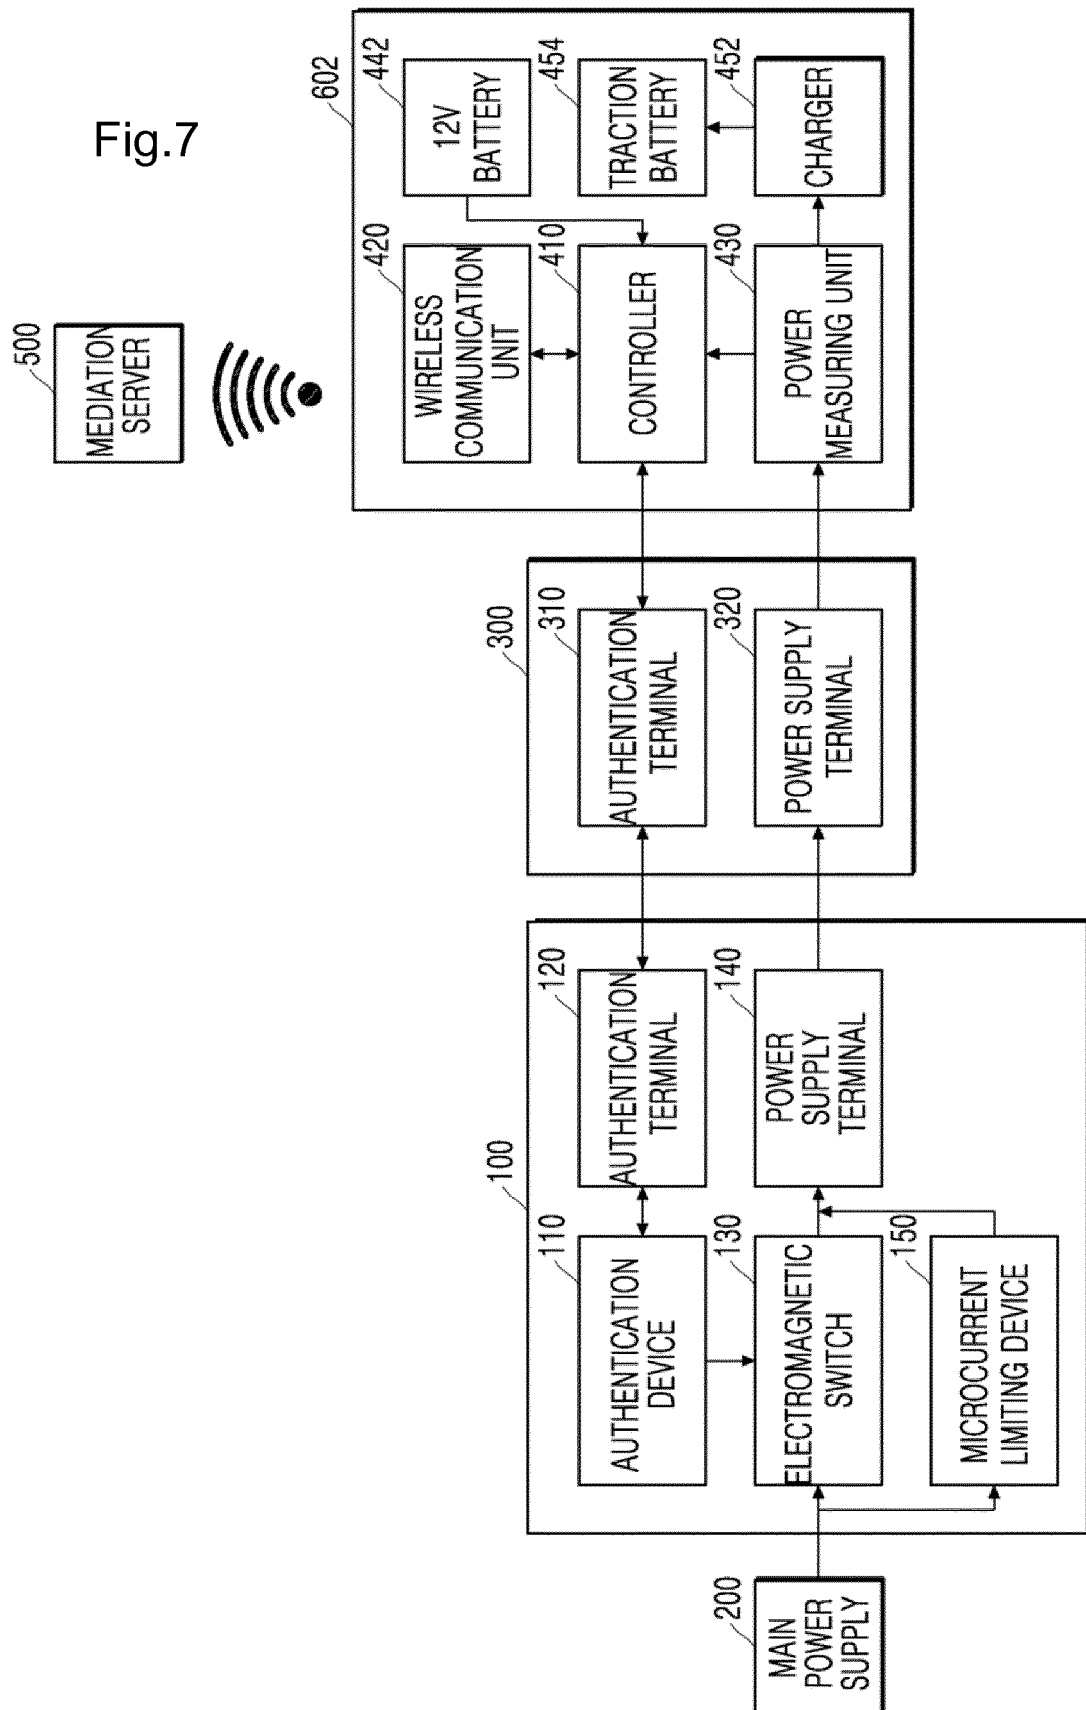 Fig.7
500
MEDIATION
SERVER
602
420
WIRELESS
COMMUNICATION
UNIT
442
12V
BATTERY
410
CONTROLLER
454
TRACTION
BATTERY
430
POWER
MEASURING UNIT
452
CHARGER
300
310
AUTHENTICATION
TERMINAL
320
POWER SUPPLY
TERMINAL
100
110
AUTHENTICATION
DEVICE
120
AUTHENTICATION
TERMINAL
130
ELECTROMAGNETIC
SWITCH
140
POWER
SUPPLY
TERMINAL
150
MICROCURRENT
LIMITING DEVICE
200
MAIN
POWER
SUPPLY